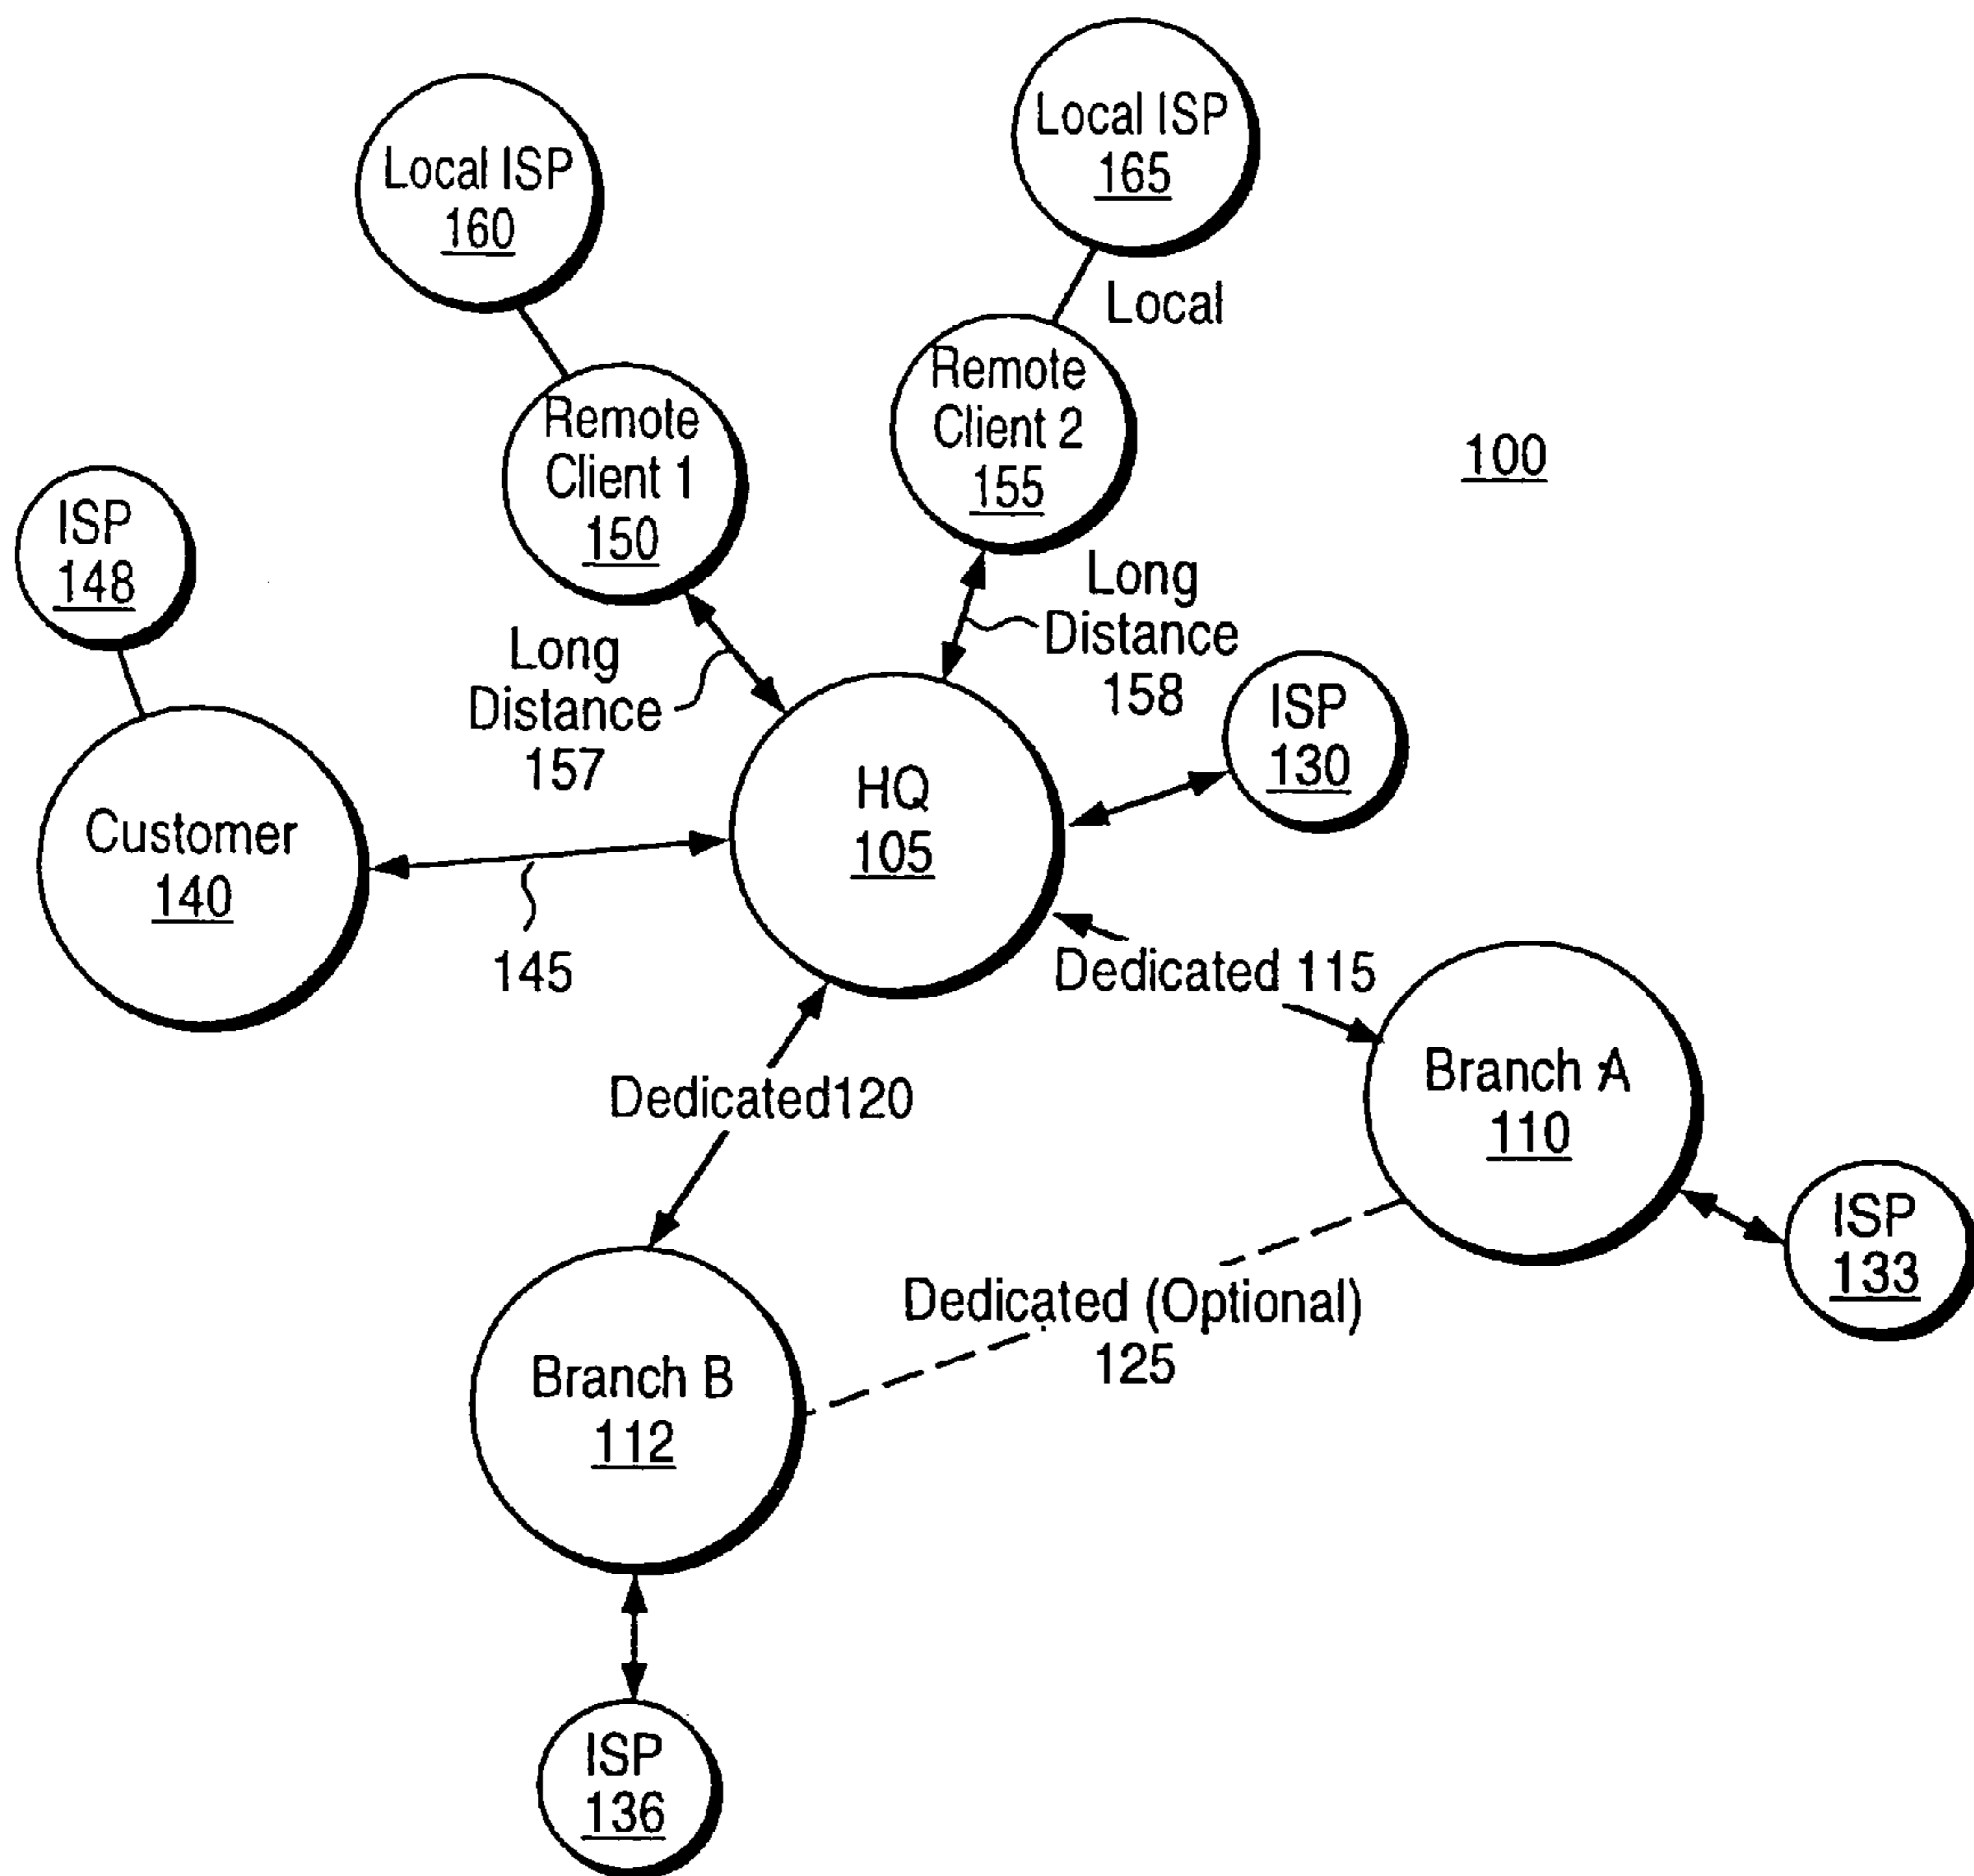 Local ISP
165
Local ISP
160
Local
Remote
Client 2
155
Remote
Client 1
150
100
ISP
148
Long
Distance
158
Long
Distance
157
ISP
130
HQ
105
Customer
140
145
Dedicated 115
Branch A
110
Dedicated120
ISP
133
Dedicated (Optional)
125
Branch B
112
ISP
136